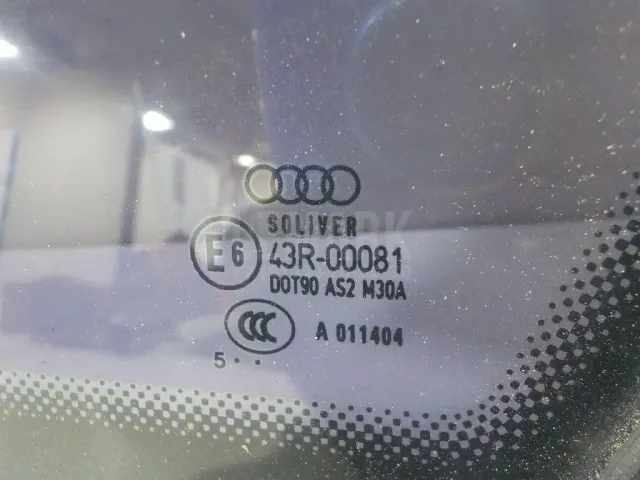 SOLIVER
E6 43R-00081
DOT90 AS2 M30A
CCC A 011404
5 . .